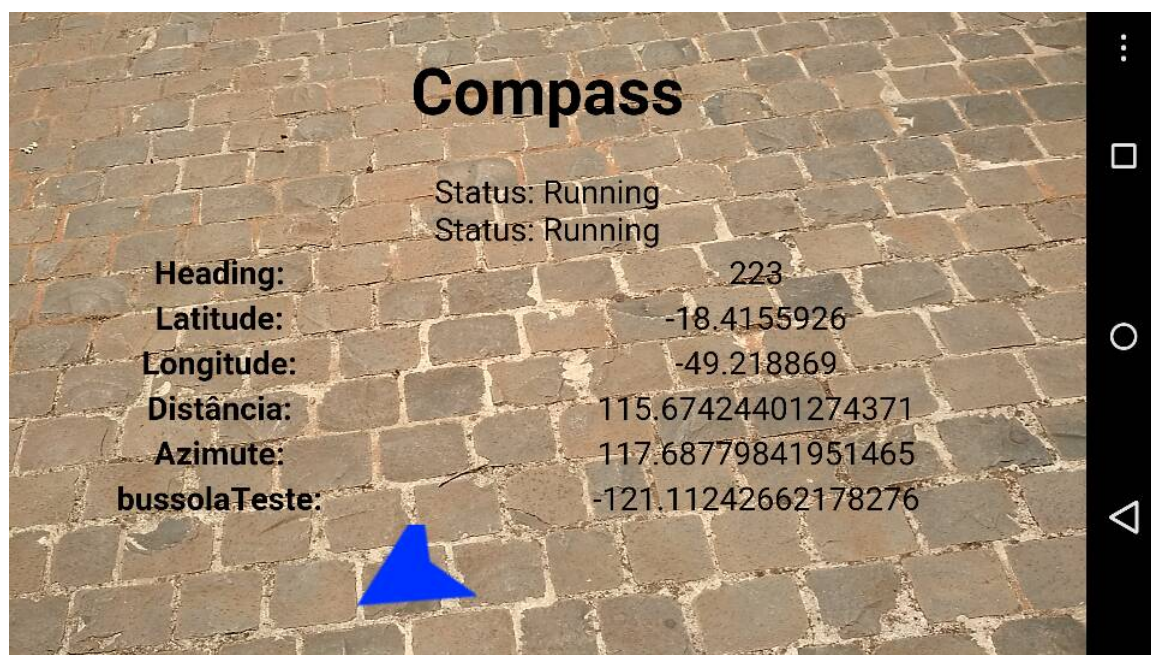 Compass
Status: Running
Status: Running
Heading: 223
Latitude: -18.4155926
Longitude: -49.218869
Distância: 115.67424401274371
Azimute: 117.68779841951465
bussolaTeste: -121.11242662178276